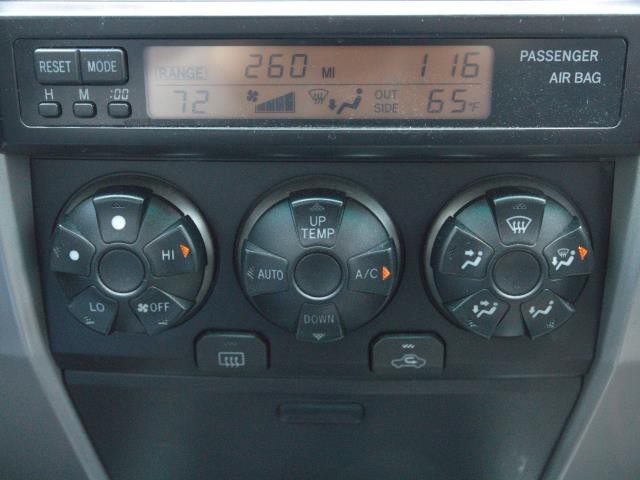 RESET MODE
H M :00
RANGE 260 MI 116
72 OUT SIDE 65°F
PASSENGER
AIR BAG
HI
LO
OFF
UP
TEMP
AUTO
A/C
DOWN